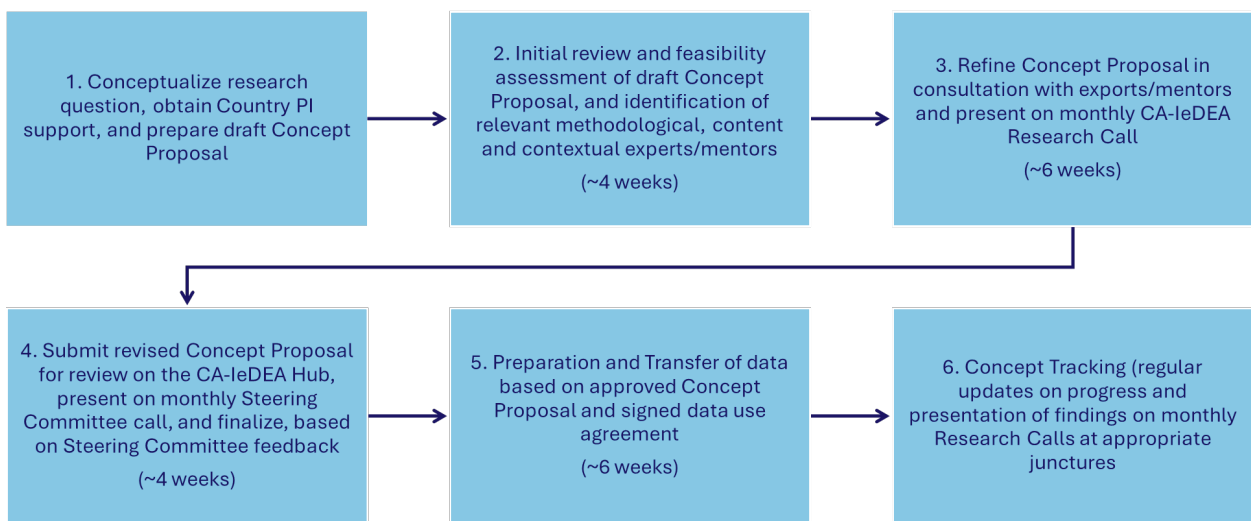 1. Conceptualize research
question, obtain Country PI
support, and prepare draft Concept
Proposal
2. Initial review and feasibility
assessment of draft Concept
Proposal, and identification of
relevant methodological, content
and contextual experts/mentors
(~4 weeks)
3. Refine Concept Proposal in
consultation with exports/mentors
and present on monthly CA-IeDEA
Research Call
(~6 weeks)
4. Submit revised Concept Proposal
for review on the CA-IeDEA Hub,
present on monthly Steering
Committee call, and finalize, based
on Steering Committee feedback
(~4 weeks)
5. Preparation and Transfer of data
based on approved Concept
Proposal and signed data use
agreement
(~6 weeks)
6. Concept Tracking (regular
updates on progress and
presentation of findings on monthly
Research Calls at appropriate
junctures